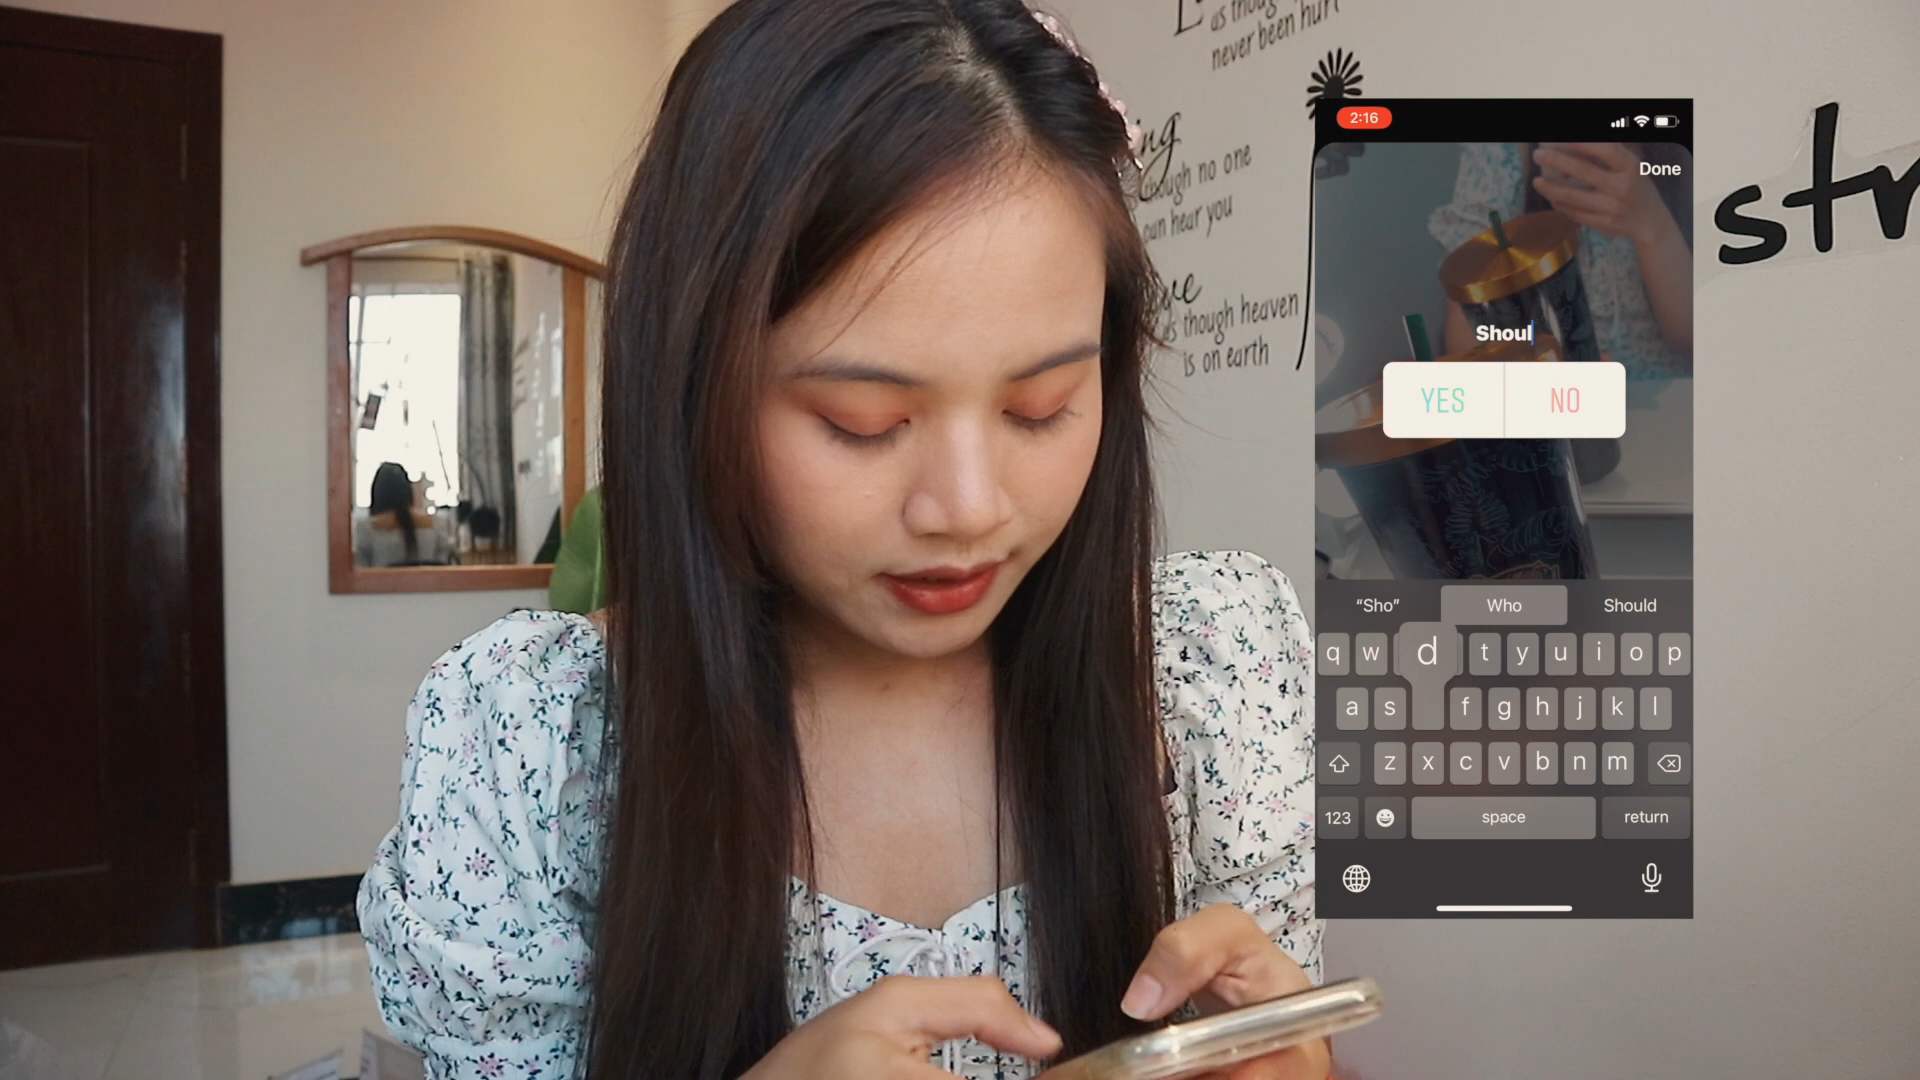 as though
never been hurt
ing
though no one
can hear you
as though heaven
is on earth
str
2:16
Done
Shoul
YES
NO
“Sho”
Who
Should
q
w
d
t
y
u
i
o
p
a
s
f
g
h
j
k
l
z
x
c
v
b
n
m
123
space
return